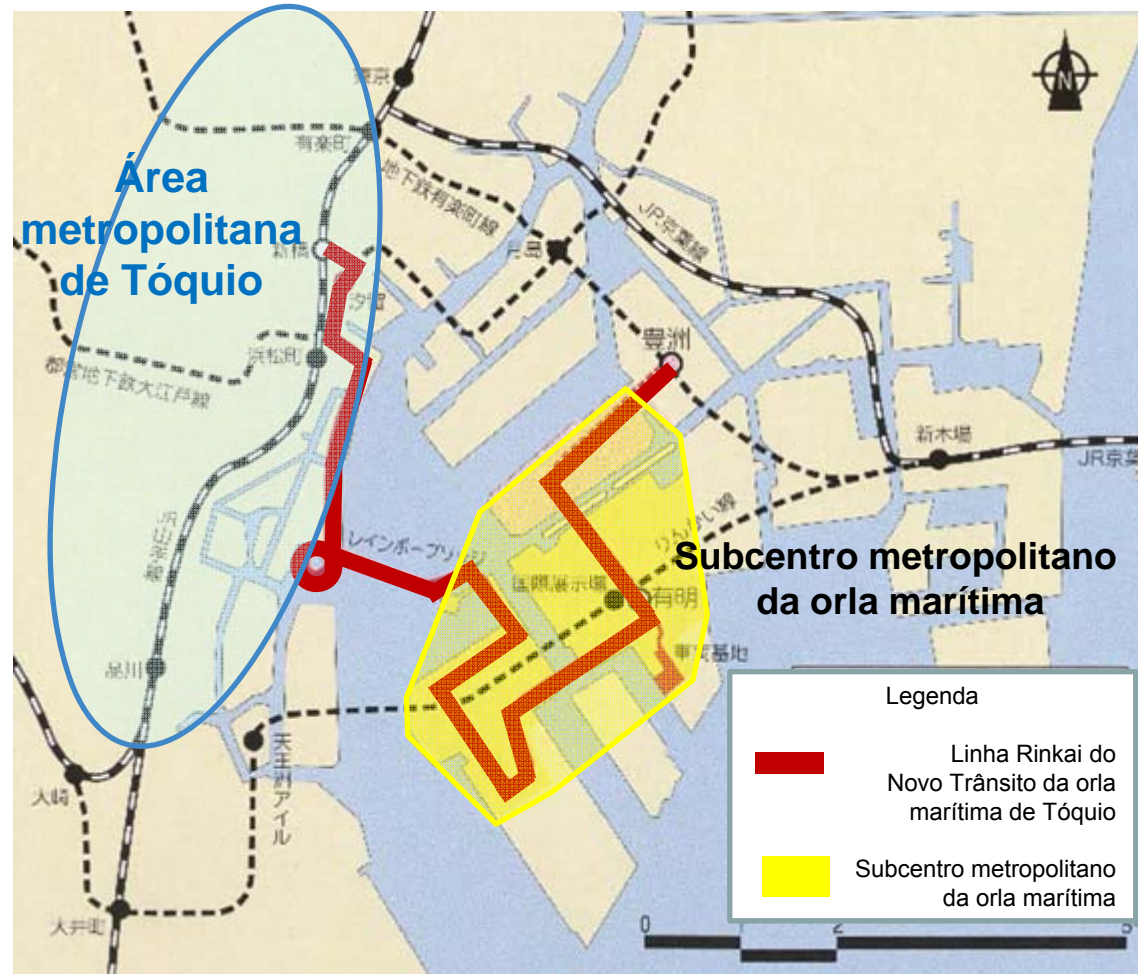 東京
N
有楽町
地下鉄有楽町線
Área
metropolitana
de Tóquio
新橋
汐留
JR京葉線
月島
浜松町
都営地下鉄大江戸線
豊洲
新木場
JR京葉
りんかい線
レインボーブリッジ
Subcentro metropolitano
da orla marítima
国際展示場
有明
車両基地
JR山手線
品川
天王洲アイル
大崎
大井町
Legenda
Linha Rinkai do
Novo Trânsito da orla
marítima de Tóquio
Subcentro metropolitano
da orla marítima
0 2